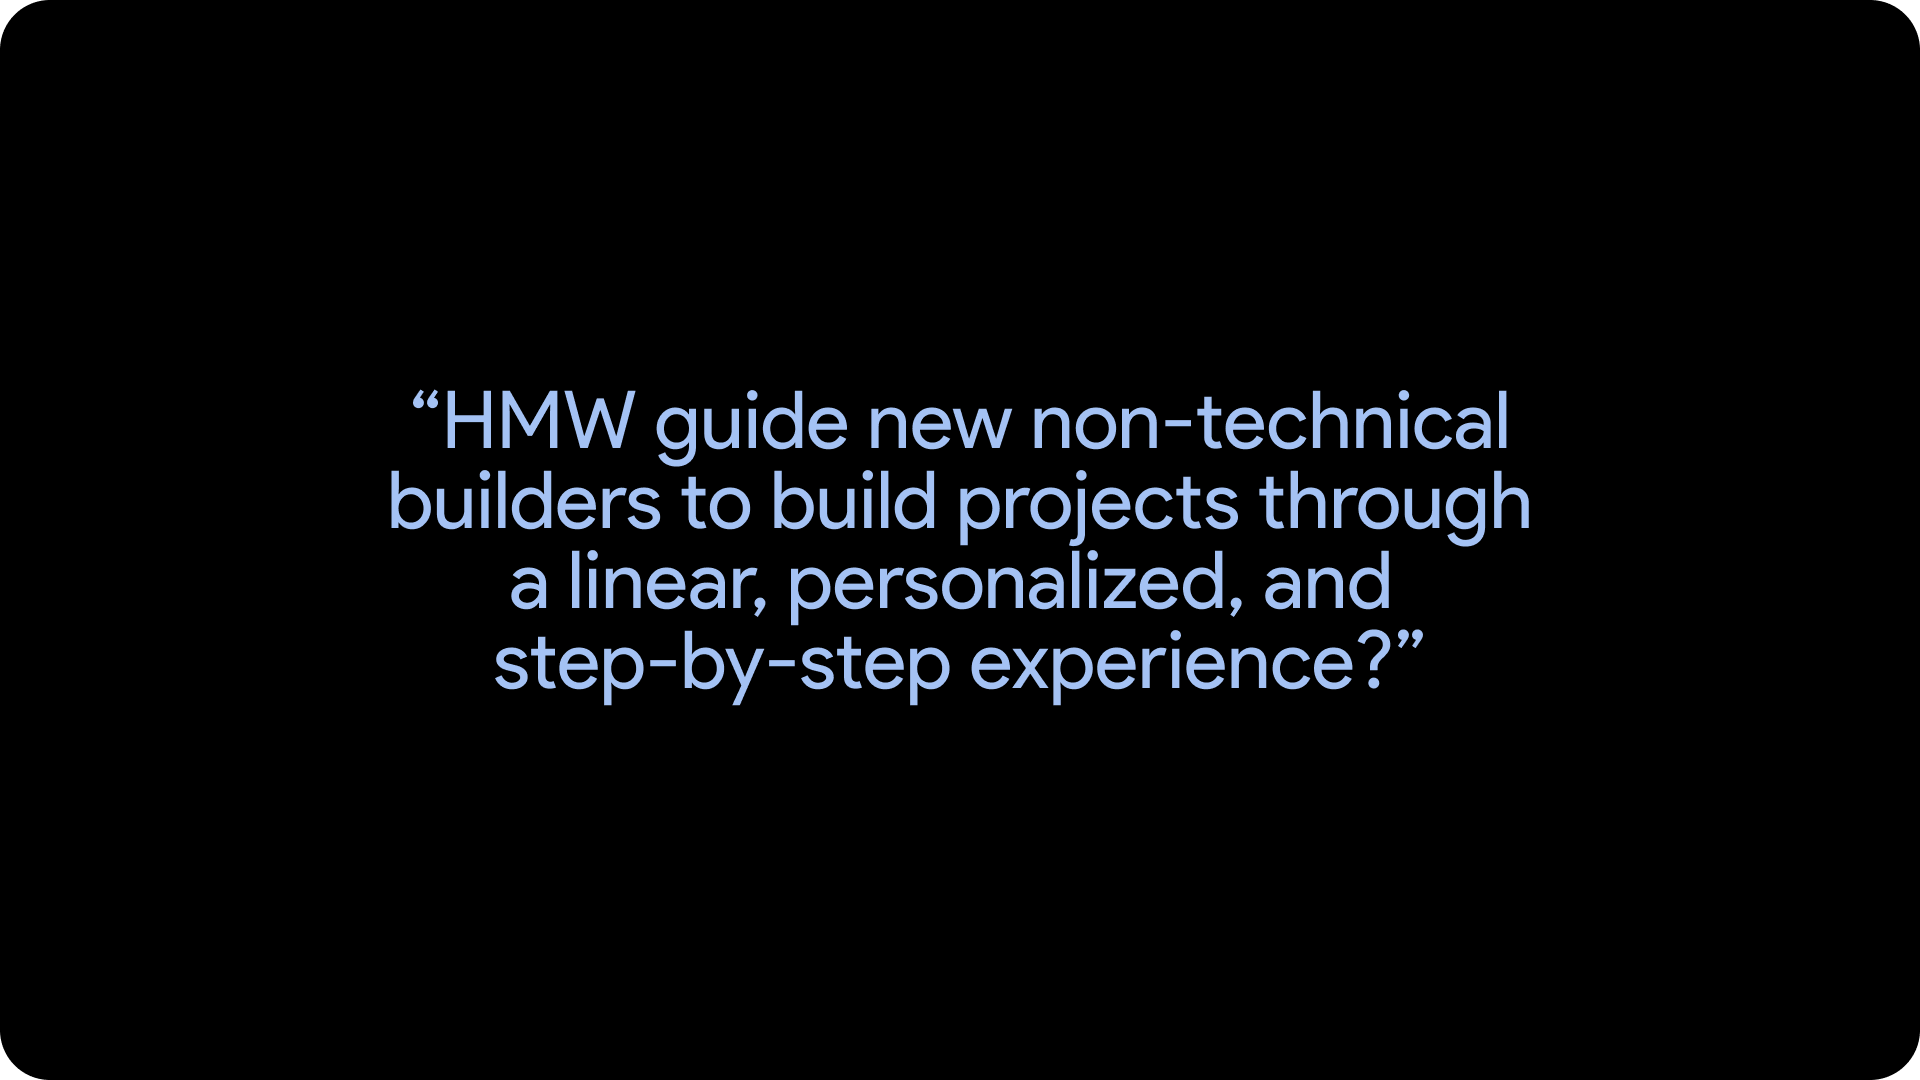 “HMW guide new non-technical
builders to build projects through
a linear, personalized, and
step-by-step experience?”